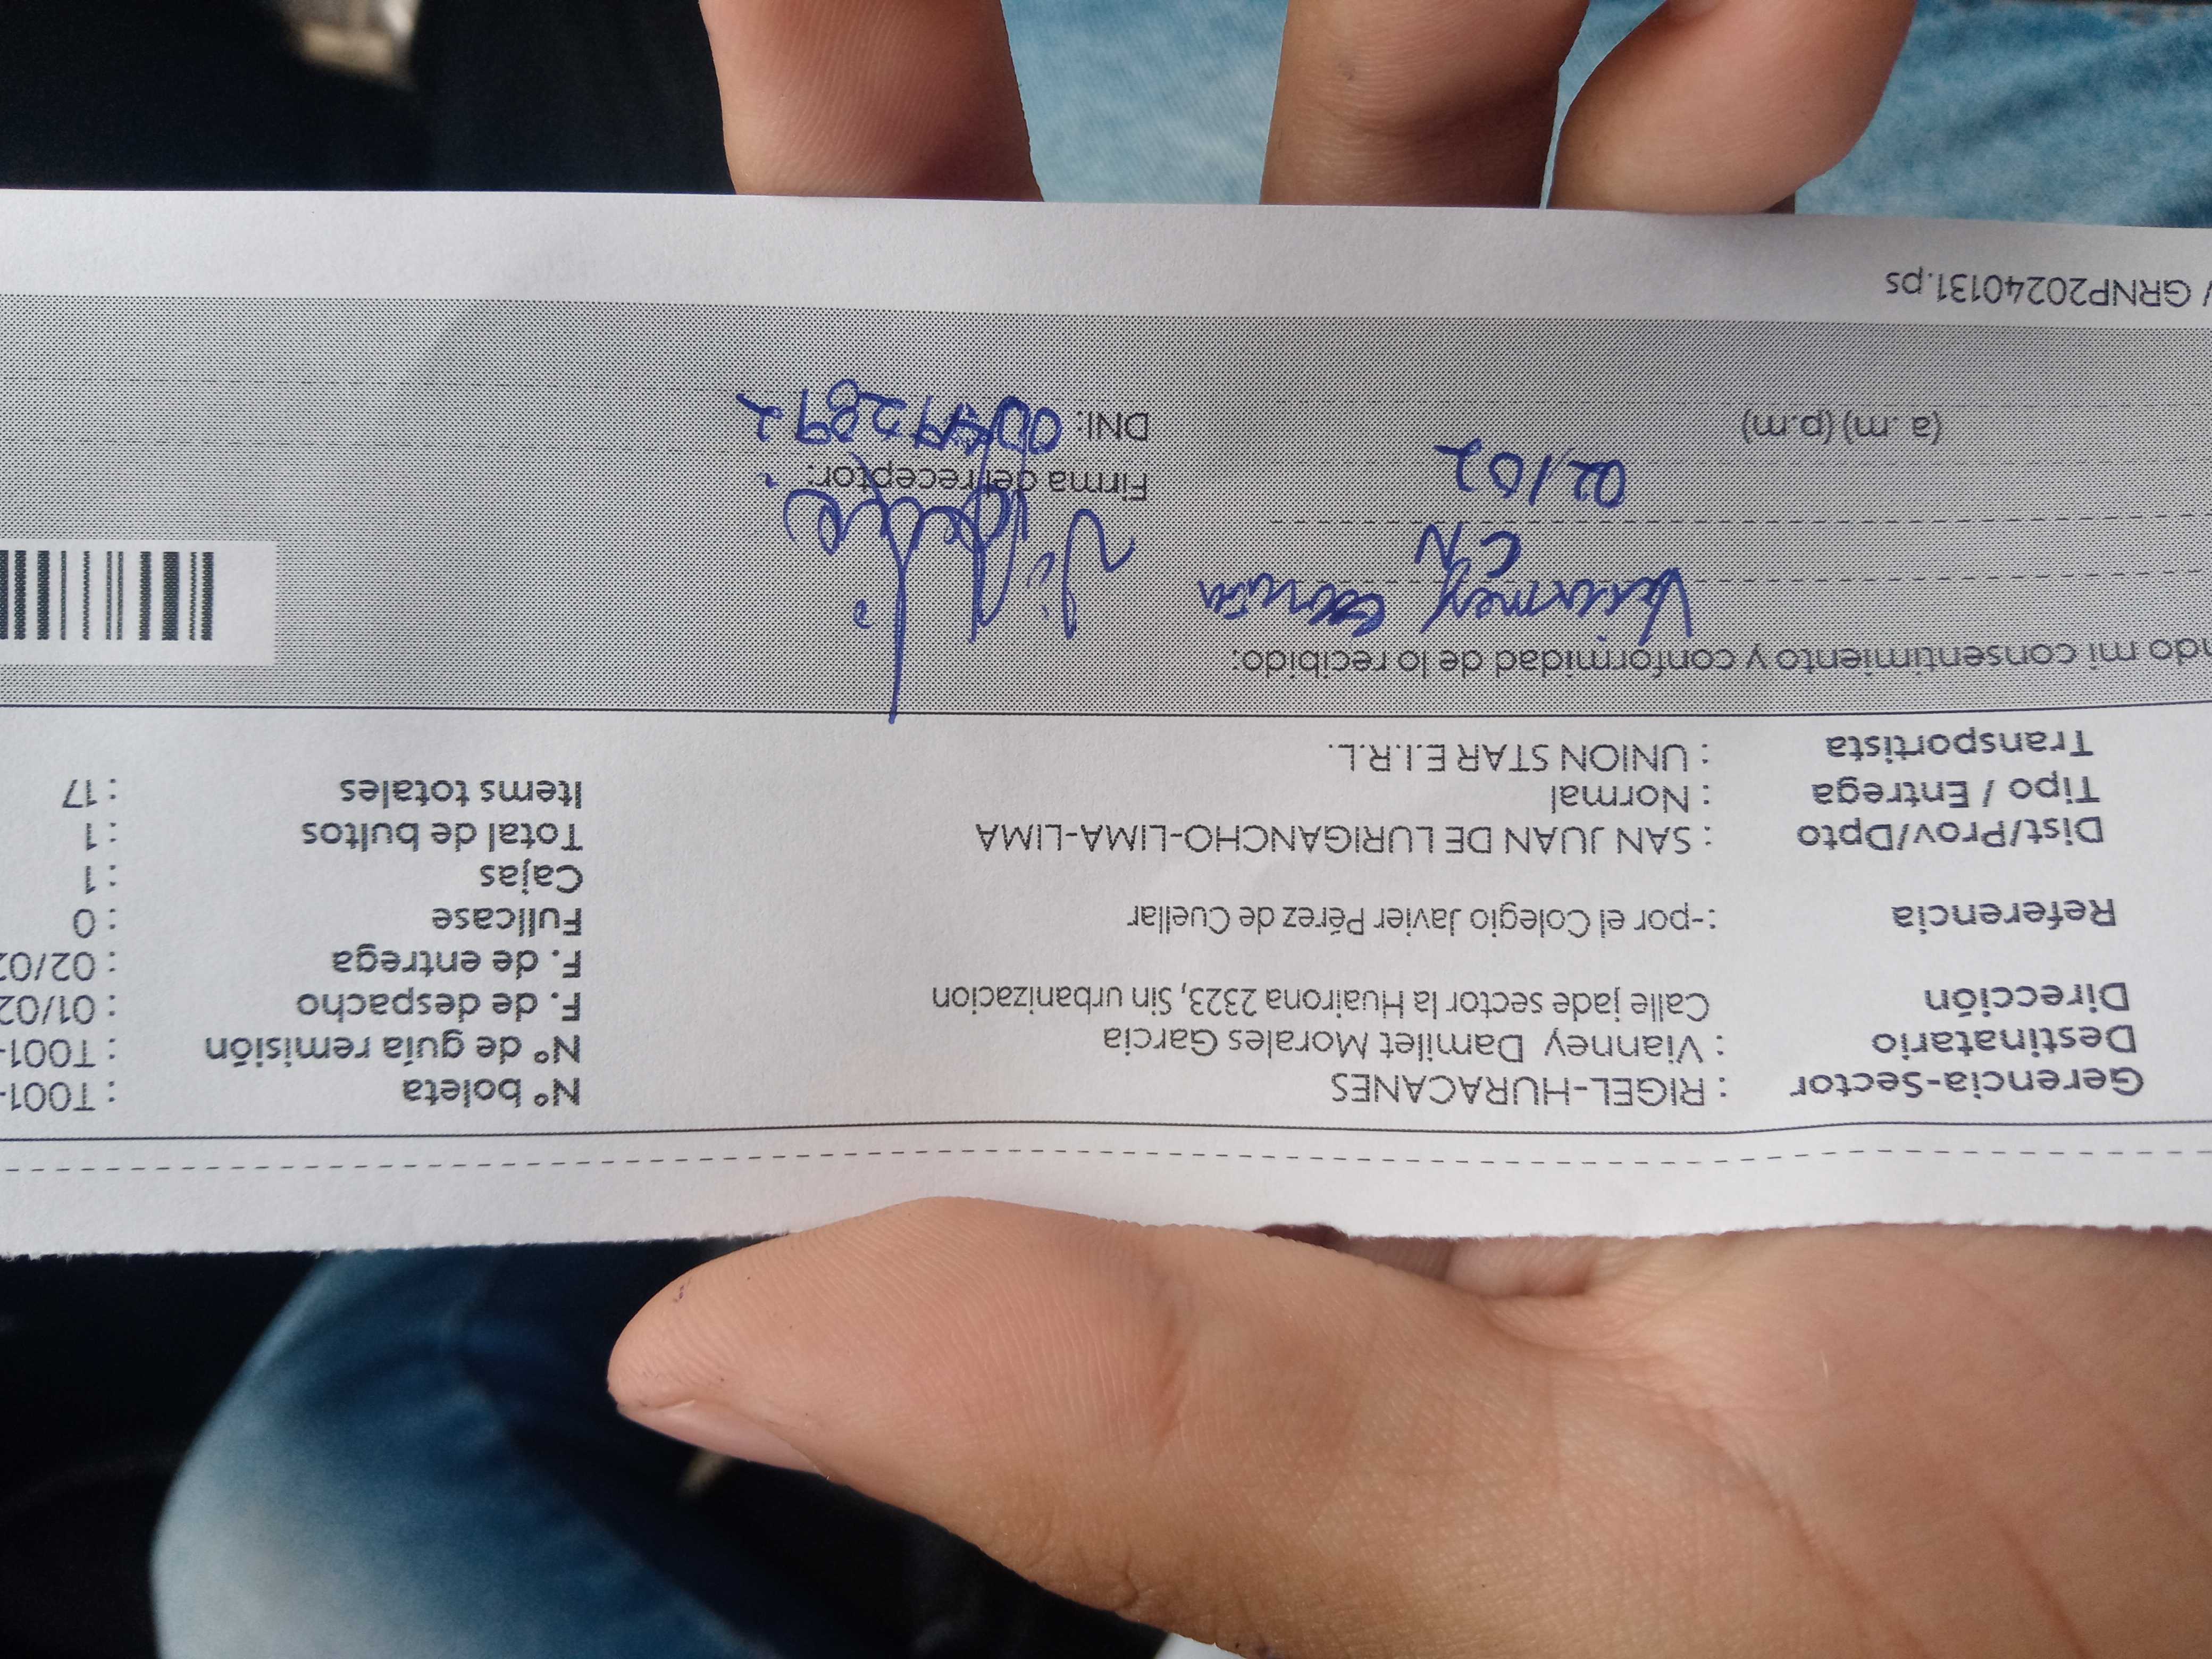 Gerencia-Sector : RIGEL-HURACANES
Destinatario : Vianney Damilet Morales Garcia
Dirección Calle jade sector la Huairona 2323, Sin urbanizacion
Referencia :-por el Colegio Javier Pérez de Cuellar
Dist/Prov/Dpto : SAN JUAN DE LURIGANCHO-LIMA-LIMA
Tipo / Entrega : Normal
Transportista : UNION STAR E.I.R.L.
N° boleta : T001-
N° de guía remisión : T001-
F. de despacho : 01/02
F. de entrega : 02/02
Fullcase : 0
Cajas : 1
Total de bultos : 1
Items totales : 17
ndo mi consentimiento y conformidad de lo recibido:
CN
02/02
(a .m) (p.m)
Firma del receptor:
DNI:
/ GRNP20240131.ps